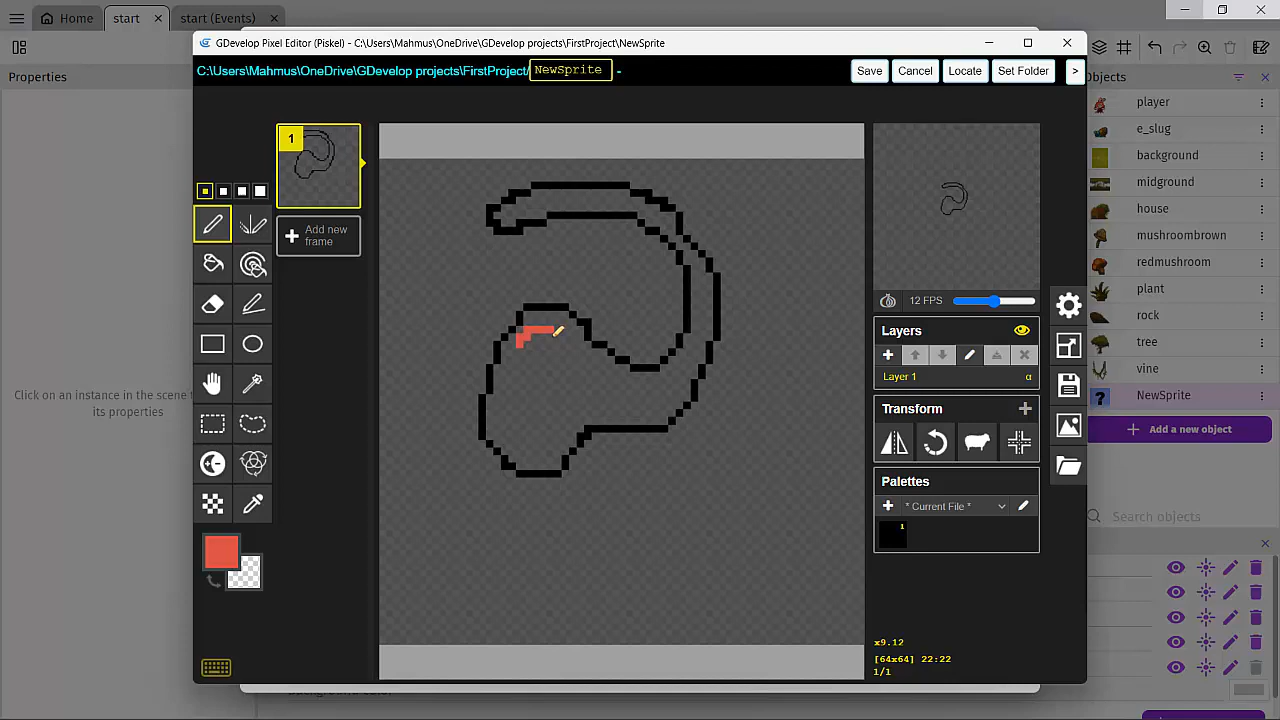 Home
start
start (Events)
Properties
Click on an instance in the scene t
its properties
GDevelop Pixel Editor (Piskel) - C:\Users\Mahmus\OneDrive\GDevelop projects\FirstProject\NewSprite
C:\Users\Mahmus\OneDrive\GDevelop projects\FirstProject/ NewSprite -
Save
Cancel
Locate
Set Folder
>
1
Add new
frame
12 FPS
Layers
Layer 1
α
Transform
Palettes
* Current File *
1
x9.12
[64x64] 22:22
1/1
Objects
player
e_slug
background
midground
house
mushroombrown
redmushroom
plant
rock
tree
vine
NewSprite
Add a new object
Search objects